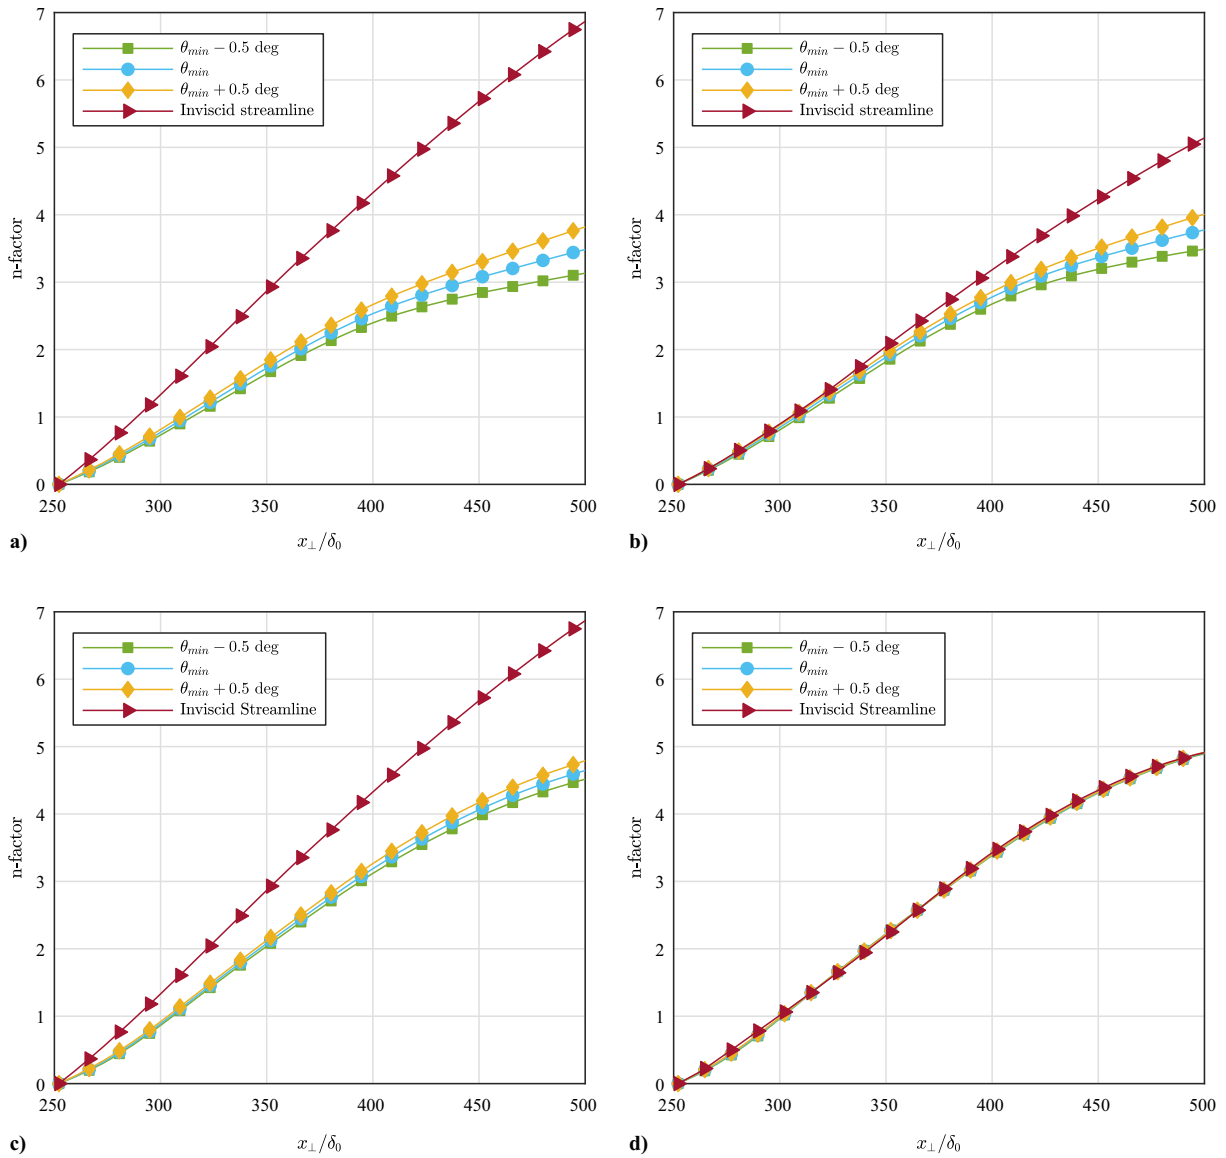 7
6
5
4
3
2
1
0
n-factor
θmin − 0.5 deg
θmin
θmin + 0.5 deg
Inviscid streamline
250 300 350 400 450 500
x⊥/δ0
a)
7
6
5
4
3
2
1
0
n-factor
θmin − 0.5 deg
θmin
θmin + 0.5 deg
Inviscid streamline
250 300 350 400 450 500
x⊥/δ0
b)
7
6
5
4
3
2
1
0
n-factor
θmin − 0.5 deg
θmin
θmin + 0.5 deg
Inviscid Streamline
250 300 350 400 450 500
x⊥/δ0
c)
7
6
5
4
3
2
1
0
n-factor
θmin − 0.5 deg
θmin
θmin + 0.5 deg
Inviscid Streamline
250 300 350 400 450 500
x⊥/δ0
d)